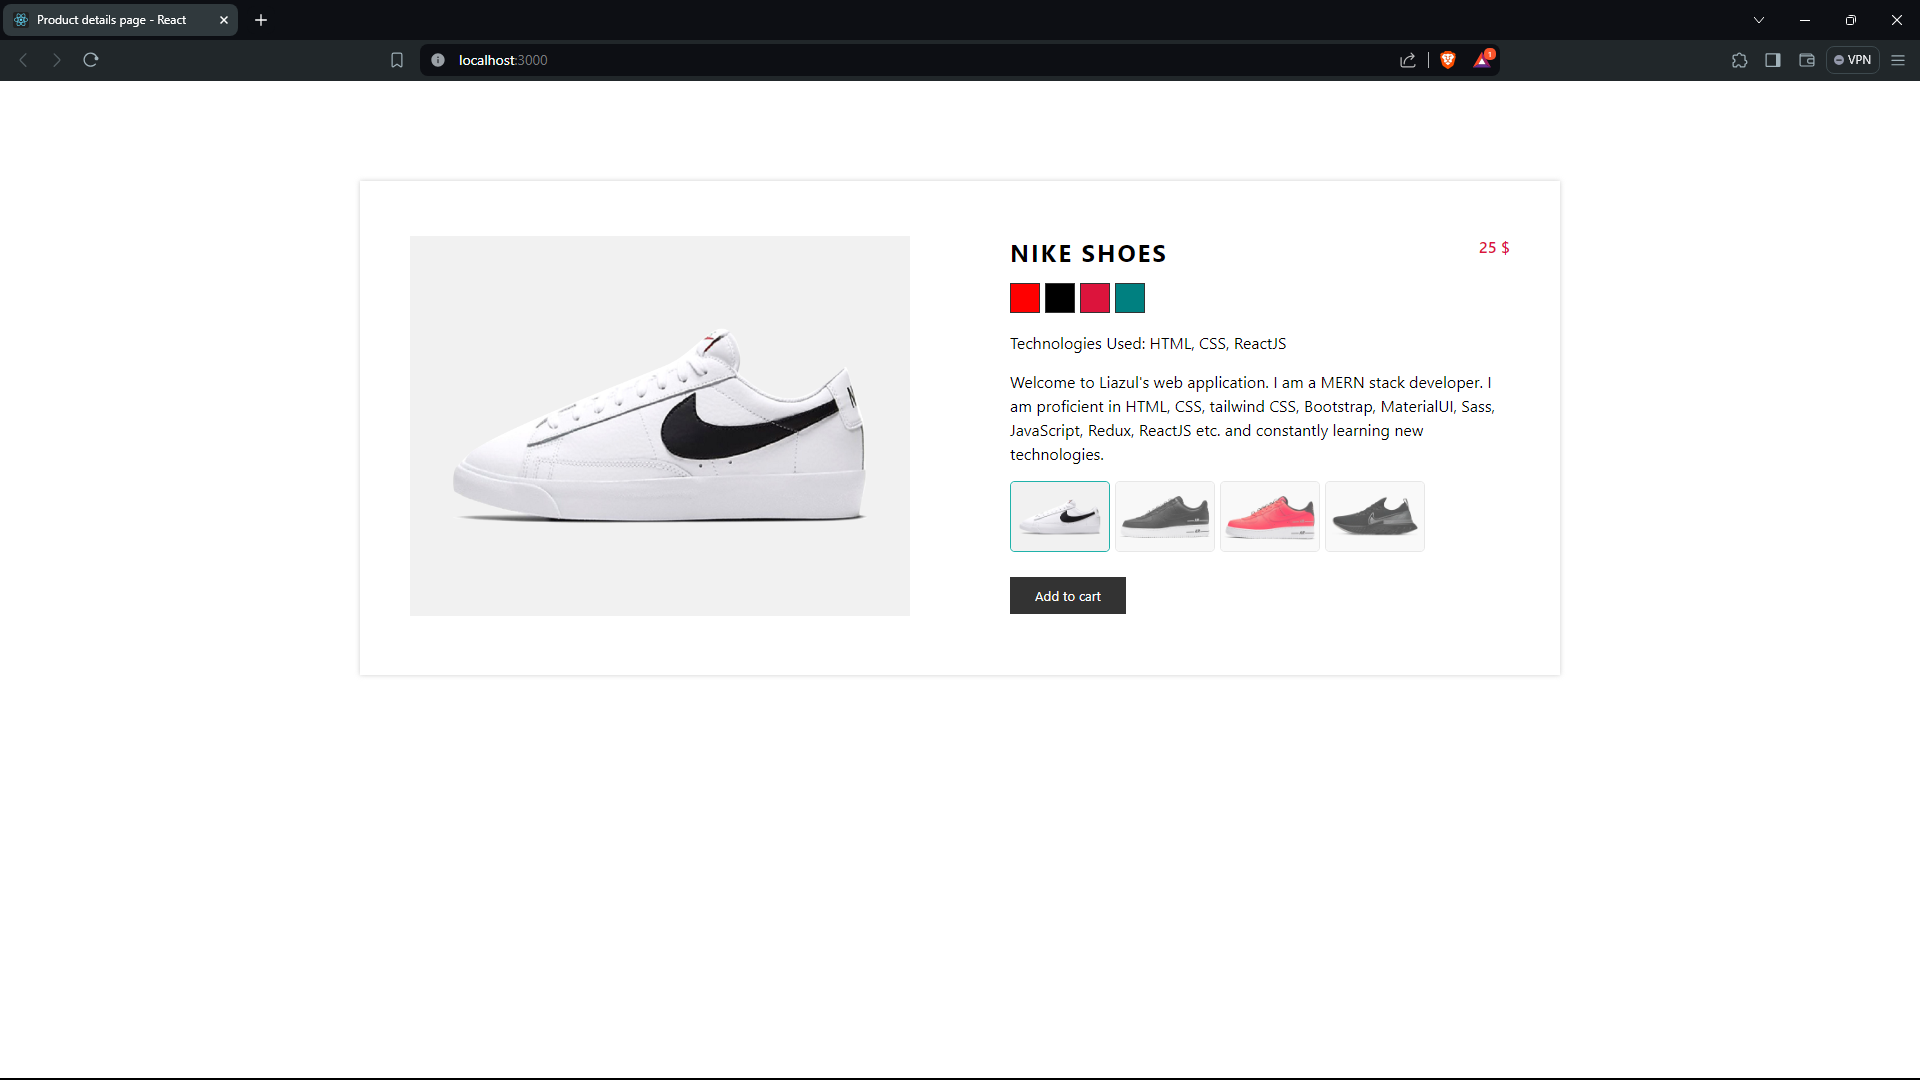 Product details page - React
localhost:3000
1
VPN
NIKE SHOES
25 $
Technologies Used: HTML, CSS, ReactJS
Welcome to Liazul's web application. I am a MERN stack developer. I
am proficient in HTML, CSS, tailwind CSS, Bootstrap, MaterialUI, Sass,
JavaScript, Redux, ReactJS etc. and constantly learning new
technologies.
Add to cart